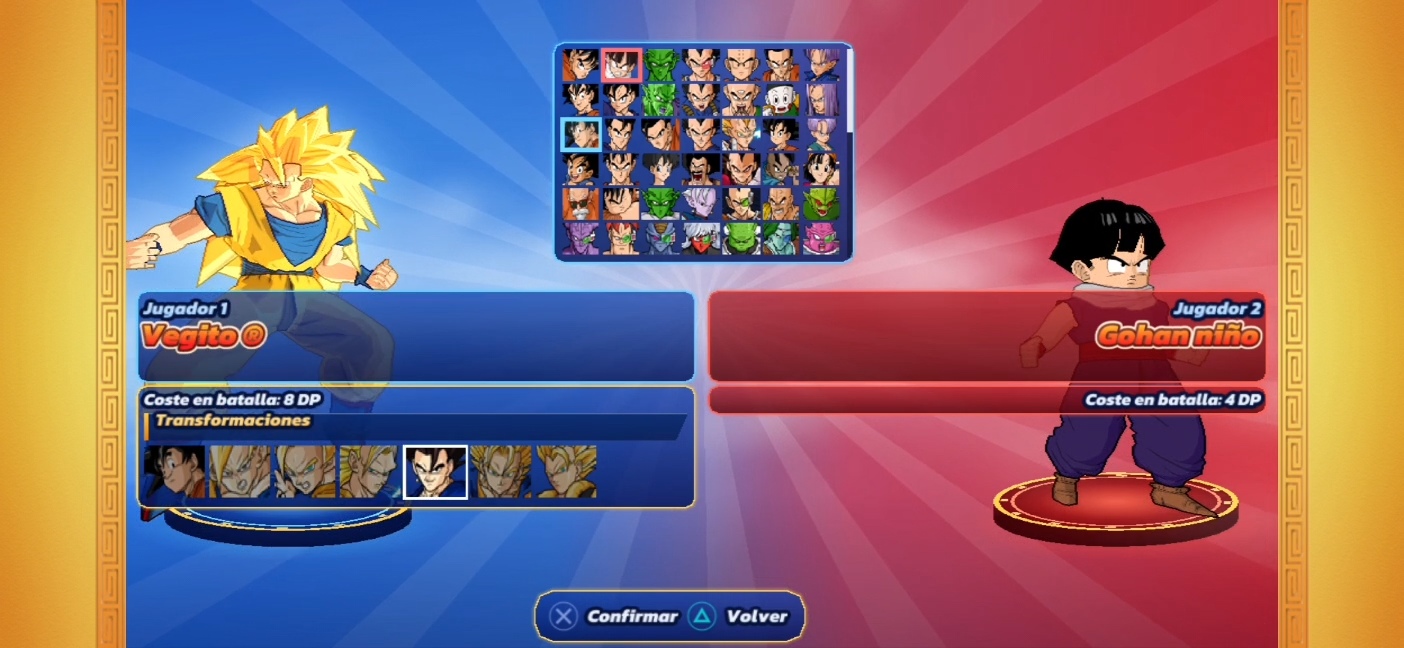 Jugador 1
Vegito ®
Coste en batalla: 8 DP
Transformaciones
Jugador 2
Gohan niño
Coste en batalla: 4 DP
Confirmar
Volver